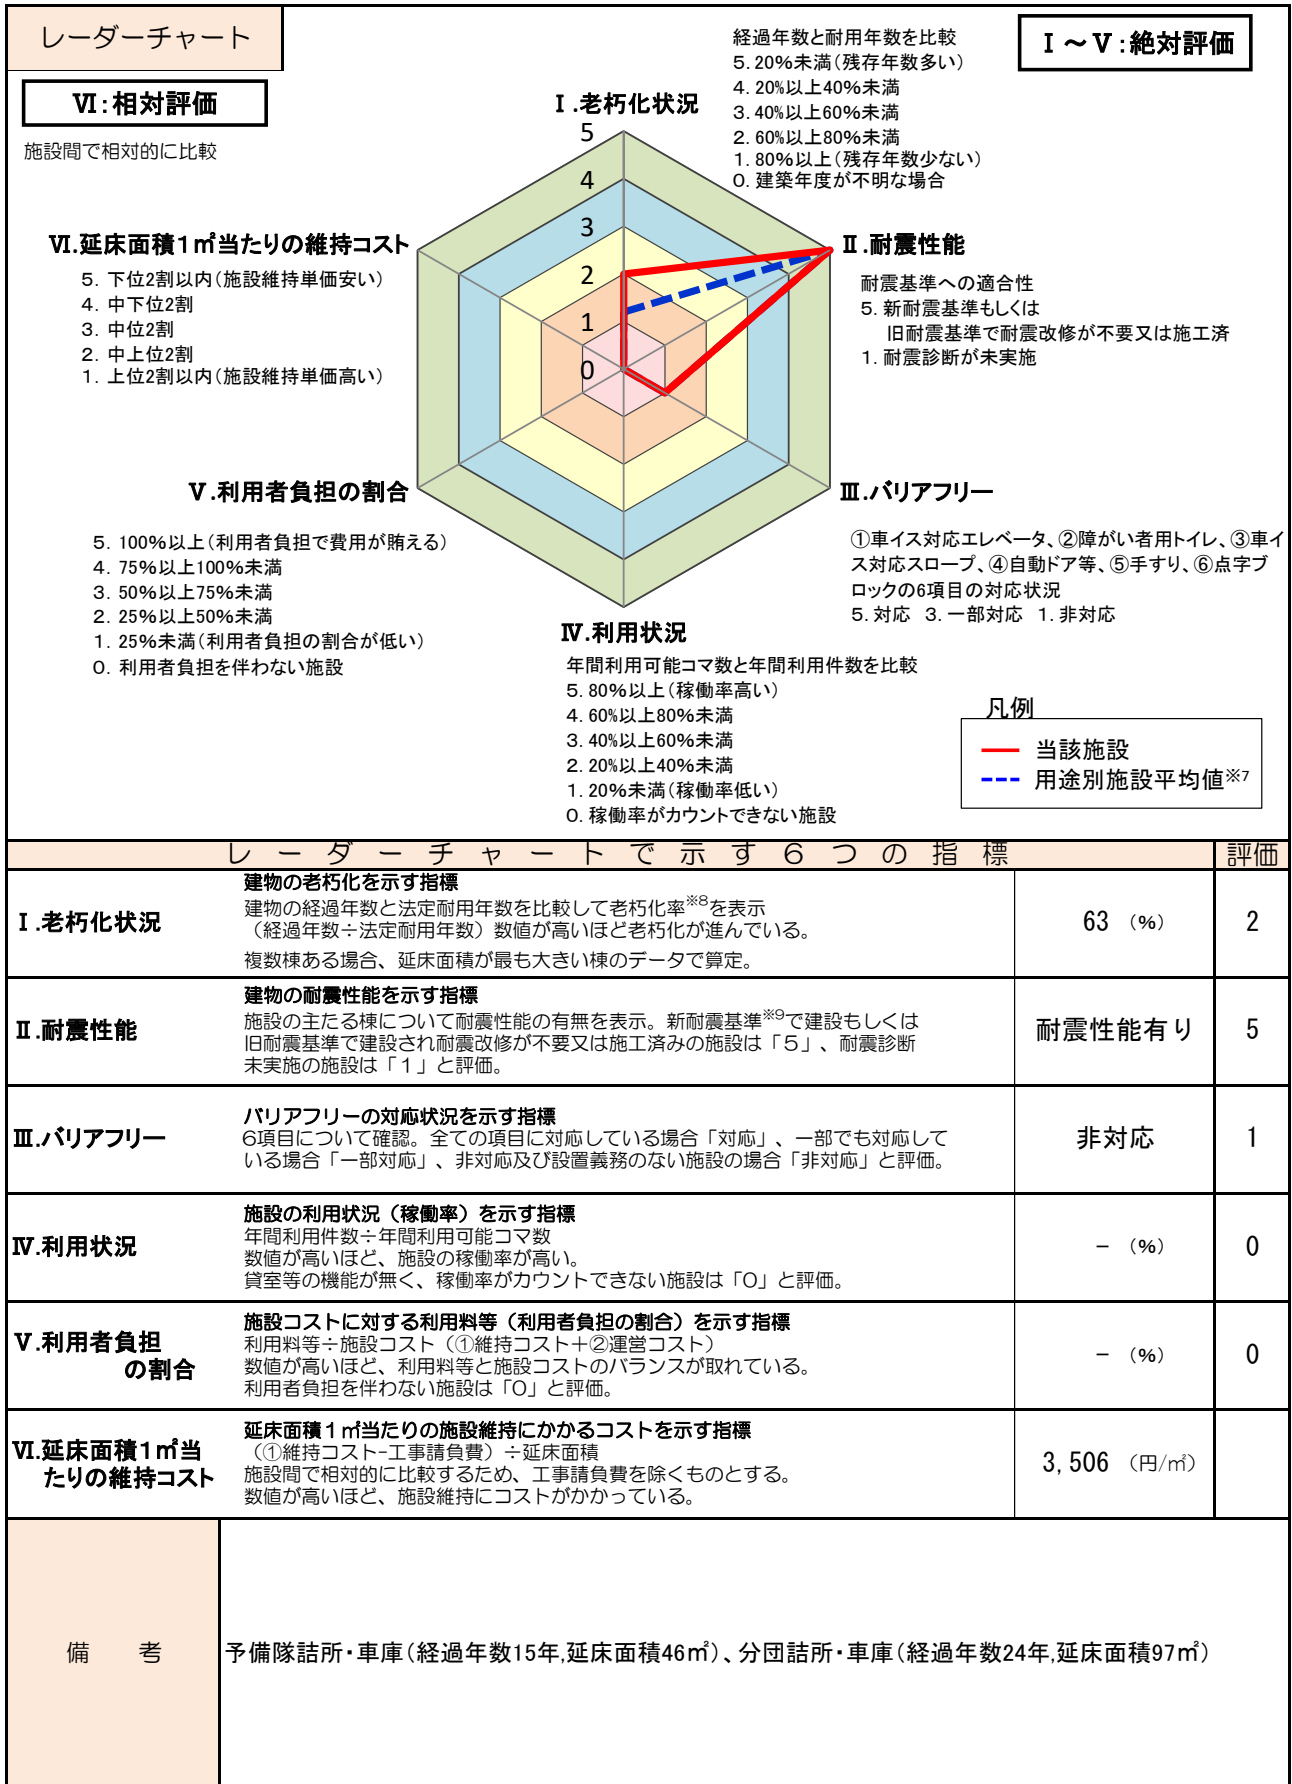 レーダーチャート
Ⅰ～Ⅴ:絶対評価
Ⅵ:相対評価
施設間で相対的に比較
経過年数と耐用年数を比較
5.20%未満(残存年数多い)
4.20%以上40%未満
3.40%以上60%未満
2.60%以上80%未満
1.80%以上(残存年数少ない)
0.建築年度が不明な場合
Ⅰ.老朽化状況
5
4
3
2
1
0
Ⅵ.延床面積1㎡当たりの維持コスト
5. 下位2割以内(施設維持単価安い)
4. 中下位2割
3. 中位2割
2. 中上位2割
1. 上位2割以内(施設維持単価高い)
Ⅱ.耐震性能
耐震基準への適合性
5. 新耐震基準もしくは
旧耐震基準で耐震改修が不要又は施工済
1. 耐震診断が未実施
Ⅴ.利用者負担の割合
5. 100%以上(利用者負担で費用が賄える)
4. 75%以上100%未満
3. 50%以上75%未満
2. 25%以上50%未満
1. 25%未満(利用者負担の割合が低い)
0. 利用者負担を伴わない施設
Ⅲ.バリアフリー
①車イス対応エレベータ、②障がい者用トイレ、③車イ
ス対応スロープ、④自動ドア等、⑤手すり、⑥点字ブ
ロックの6項目の対応状況
5.対応 3.一部対応 1.非対応
Ⅳ.利用状況
年間利用可能コマ数と年間利用件数を比較
5.80%以上(稼働率高い)
4.60%以上80%未満
3.40%以上60%未満
2.20%以上40%未満
1.20%未満(稼働率低い)
0.稼働率がカウントできない施設
凡例
当該施設
用途別施設平均値※7
レーダーチャートで示す6つの指標 評価
建物の老朽化を示す指標
建物の経過年数と法定耐用年数を比較して老朽化率※8を表示
Ⅰ.老朽化状況 63 (%) 2
(経過年数÷法定耐用年数)数値が高いほど老朽化が進んでいる。
複数棟ある場合、延床面積が最も大きい棟のデータで算定。
建物の耐震性能を示す指標
施設の主たる棟について耐震性能の有無を表示。新耐震基準※9で建設もしくは
Ⅱ.耐震性能 耐震性能有り 5
旧耐震基準で建設され耐震改修が不要又は施工済みの施設は「5」、耐震診断
未実施の施設は「1」と評価。
バリアフリーの対応状況を示す指標
Ⅲ.バリアフリー 非対応 1
6項目について確認。全ての項目に対応している場合「対応」、一部でも対応して
いる場合「一部対応」、非対応及び設置義務のない施設の場合「非対応」と評価。
施設の利用状況(稼働率)を示す指標
年間利用件数÷年間利用可能コマ数
Ⅳ.利用状況 - (%) 0
数値が高いほど、施設の稼働率が高い。
貸室等の機能が無く、稼働率がカウントできない施設は「0」と評価。
施設コストに対する利用料等(利用者負担の割合)を示す指標
Ⅴ.利用者負担
の割合 - (%) 0
利用料等÷施設コスト(①維持コスト+②運営コスト)
数値が高いほど、利用料等と施設コストのバランスが取れている。
利用者負担を伴わない施設は「0」と評価。
延床面積1㎡当たりの施設維持にかかるコストを示す指標
Ⅵ.延床面積1㎡当
たりの維持コスト 3,506 (円/㎡)
(①維持コスト-工事請負費)÷延床面積
施設間で相対的に比較するため、工事請負費を除くものとする。
数値が高いほど、施設維持にコストがかかっている。
備 考
予備隊詰所・車庫(経過年数15年,延床面積46㎡)、分団詰所・車庫(経過年数24年,延床面積97㎡)